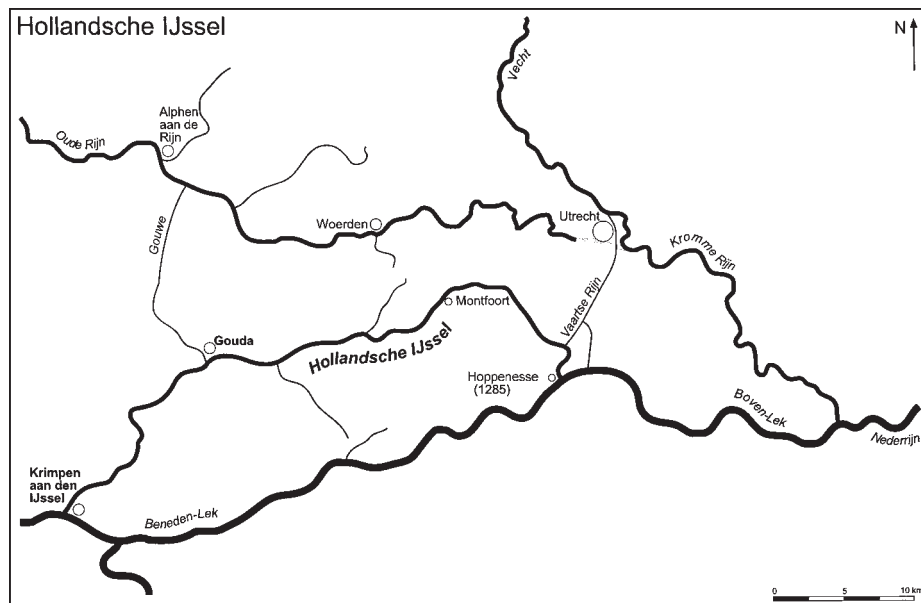 Hollandsche IJssel
N
Vecht
Alphen
aan de
Rijn
Oude Rijn
Woerden
Utrecht
Gouwe
Kromme Rijn
Vaartse Rijn
Montfoort
Gouda
Hollandsche IJssel
Hoppenesse
(1285)
Boven-Lek
Nederrijn
Krimpen
aan den
IJssel
Beneden-Lek
0 5 10 km